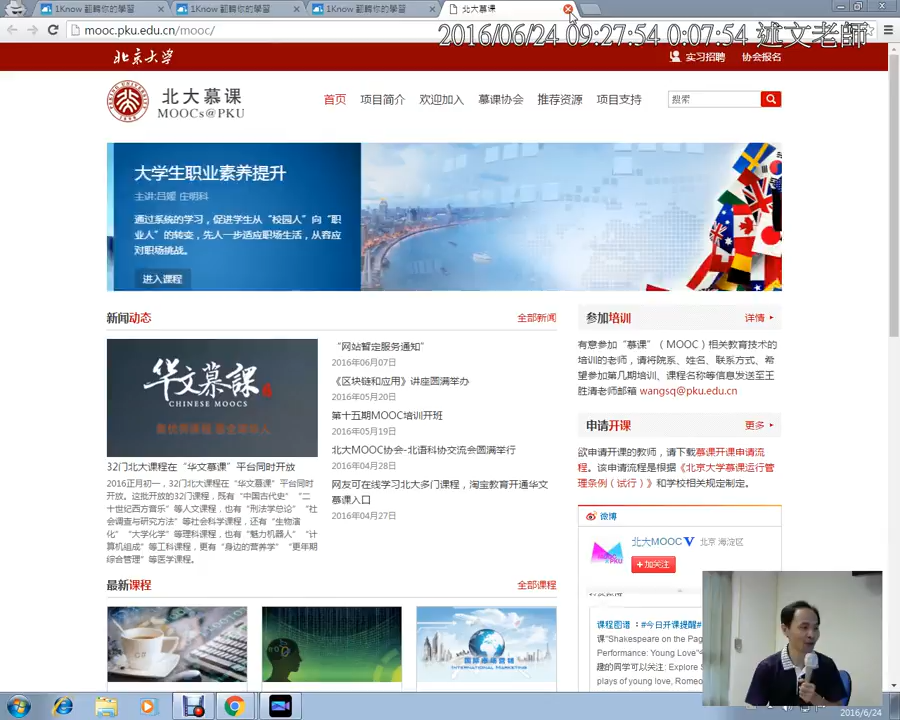 1Know 翻轉你的學習
1Know 翻轉你的學習
1Know 翻轉你的學習
北大慕课
mooc.pku.edu.cn/mooc/
2016/06/24 09:27:54 0:07:54 述文老師
北京大学
实习招聘 协会报名
北大慕课
MOOCs@PKU
首页 项目简介 欢迎加入 慕课协会 推荐资源 项目支持
搜索
大学生职业素养提升
主讲:吕媛 庄明科
通过系统的学习，促进学生从“校园人”向“职
业人”的转变，先人一步适应职场生活，从容应
对职场挑战。
进入课程
新闻动态 全部新闻
华文慕課
CHINESE MOOCS
32门北大课程在“华文慕课”平台同时开放
2016正月初一，32门北大课程在“华文慕课”平台同时
开放。这批开放的32门课程，既有“中国古代史”“二
十世纪西方音乐”等人文课程，也有“刑法学总论”“社
会调查与研究方法”等社会科学课程，还有“生物演
化”“大学化学”等理科课程，也有“魅力机器人”“计
算机组成”等工科课程，更有“身边的营养学”“更年期
综合管理”等医学课程。
“网站暂定服务通知”
2016年06月07日
《区块链和应用》讲座圆满举办
2016年05月20日
第十五期MOOC培训开班
2016年05月19日
北大MOOC协会-北语科协交流会圆满举行
2016年04月28日
网友可在线学习北大多门课程，淘宝教育开通华文
慕课入口
2016年04月27日
参加培训 详情
有意参加“慕课”（MOOC）相关教育技术的
培训的老师，请将院系、姓名、联系方式、希
望参加第几期培训、课程名称等信息发送至王
胜清老师邮箱 wangsq@pku.edu.cn
申请开课 更多
欲申请开课的教师，请下载慕课开课申请流
程。该申请流程是根据《北京大学慕课运行管
理条例（试行）》和学校相关规定制定。
微博
北大MOOC 北京 海淀区
+加关注
课程图谱：#今日开课提醒#
课"Shakespeare on the Pag
Performance: Young Love"
趣的同学可以关注: Explore S
plays of young love, Romeo
最新课程 全部课程
国际市场营销
INTERNATIONAL MARKETING
2016/6/24